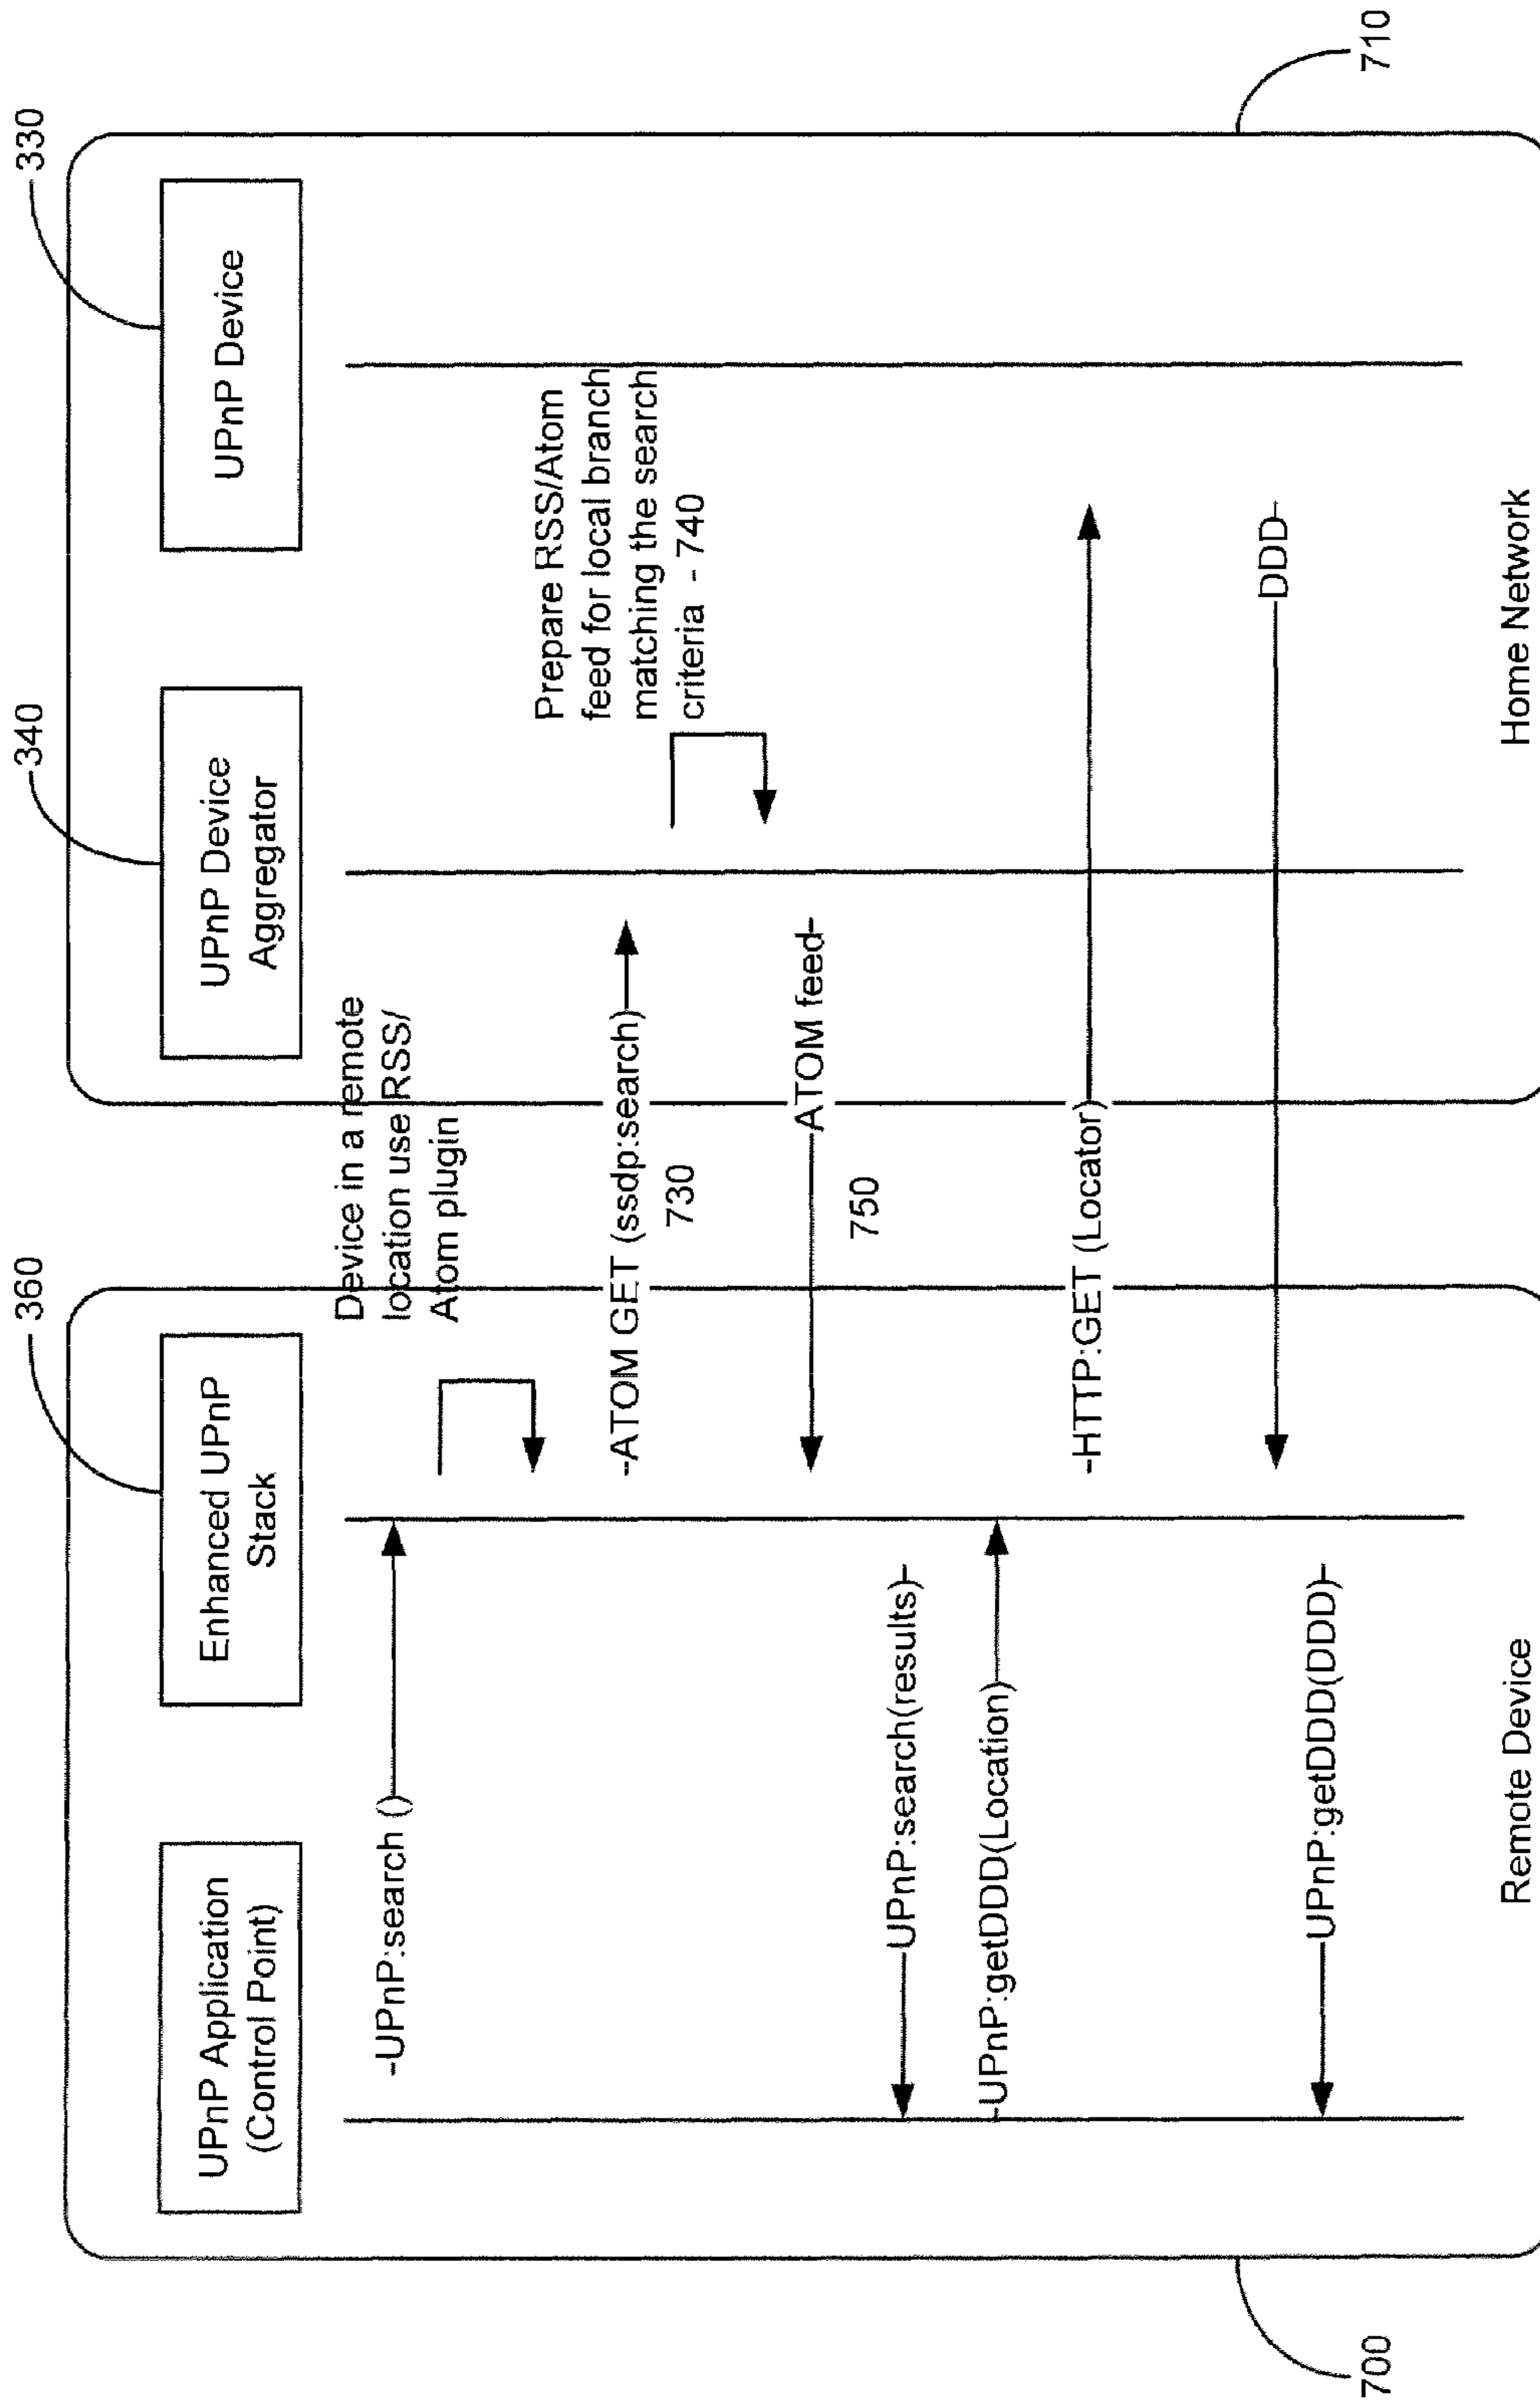 360
340
330
UPnP Application
(Control Point)
Enhanced UPnP
Stack
UPnP Device
Aggregator
UPnP Device
UPnP:search ()
Device in a remote
location use RSS/
Atom plugin
ATOM GET (ssdp:search)
730
Prepare RSS/Atom
feed for local branch
matching the search
criteria - 740
ATOM feed
750
UPnP:search(results)
UPnP:getDDD(Location)
HTTP:GET (Locator)
DDD
UPnP:getDDD(DDD)
700
710
Remote Device
Home Network